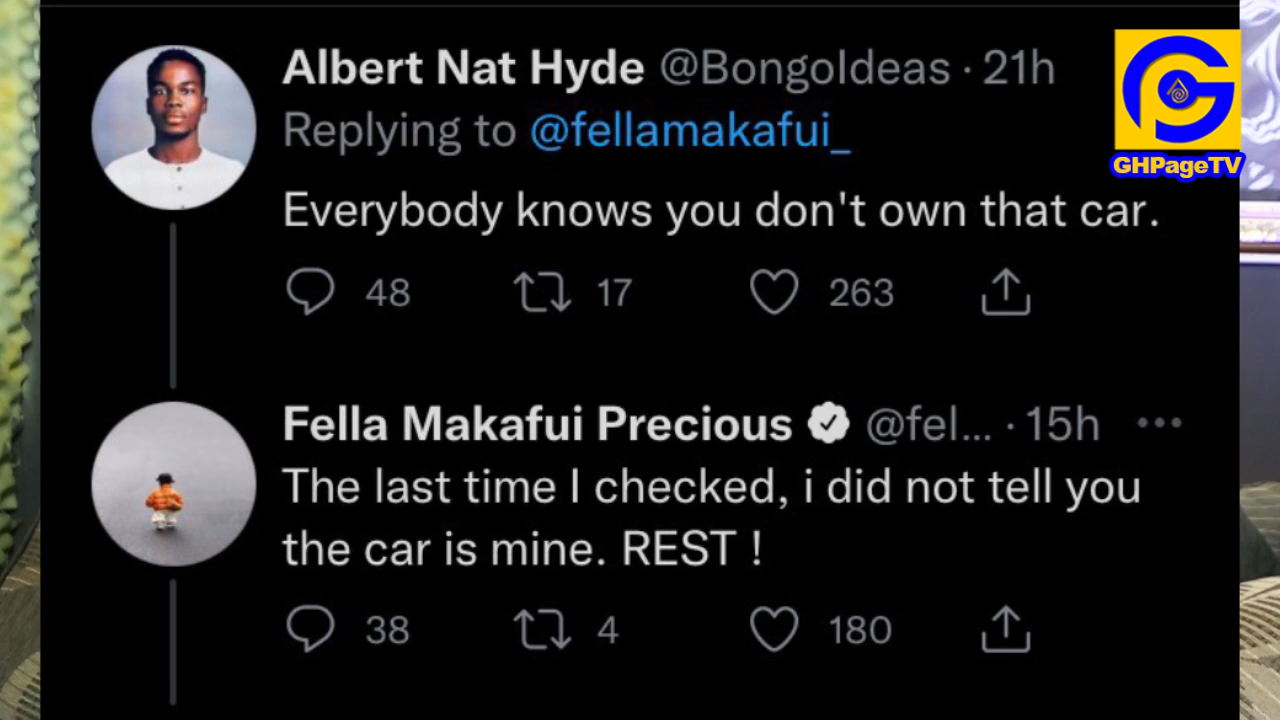 Albert Nat Hyde @BongoIdeas · 21h
Replying to @fellamakafui_
Everybody knows you don't own that car.
48 17 263
Fella Makafui Precious @fel... · 15h
The last time I checked, i did not tell you
the car is mine. REST !
38 4 180
GHPageTV